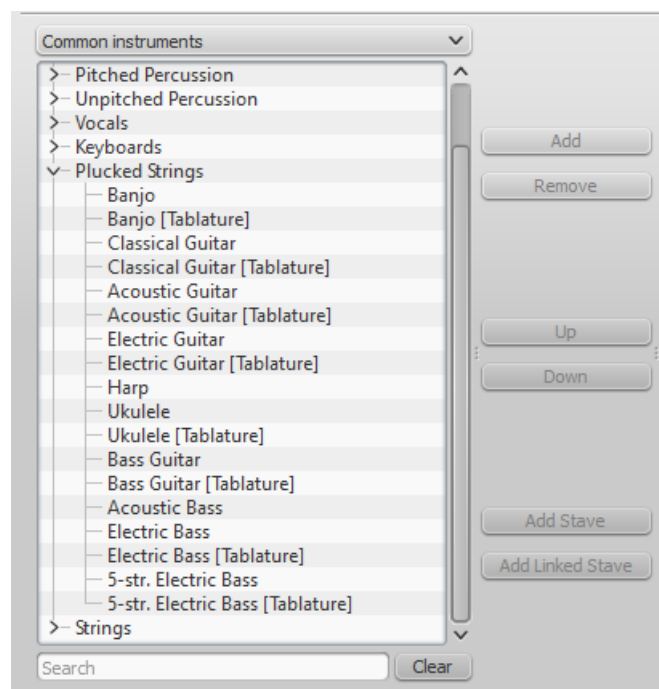 Common instruments
Pitched Percussion
Unpitched Percussion
Vocals
Keyboards
Plucked Strings
Banjo
Banjo [Tablature]
Classical Guitar
Classical Guitar [Tablature]
Acoustic Guitar
Acoustic Guitar [Tablature]
Electric Guitar
Electric Guitar [Tablature]
Harp
Ukulele
Ukulele [Tablature]
Bass Guitar
Bass Guitar [Tablature]
Acoustic Bass
Electric Bass
Electric Bass [Tablature]
5-str. Electric Bass
5-str. Electric Bass [Tablature]
Strings
Search
Clear
Add
Remove
Up
Down
Add Stave
Add Linked Stave